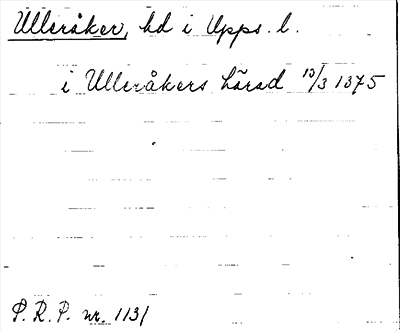 Ulleråker, hd i Upps. l.
i Ulleråkers härad 13/3 1375
P. R. P. nr. 1131